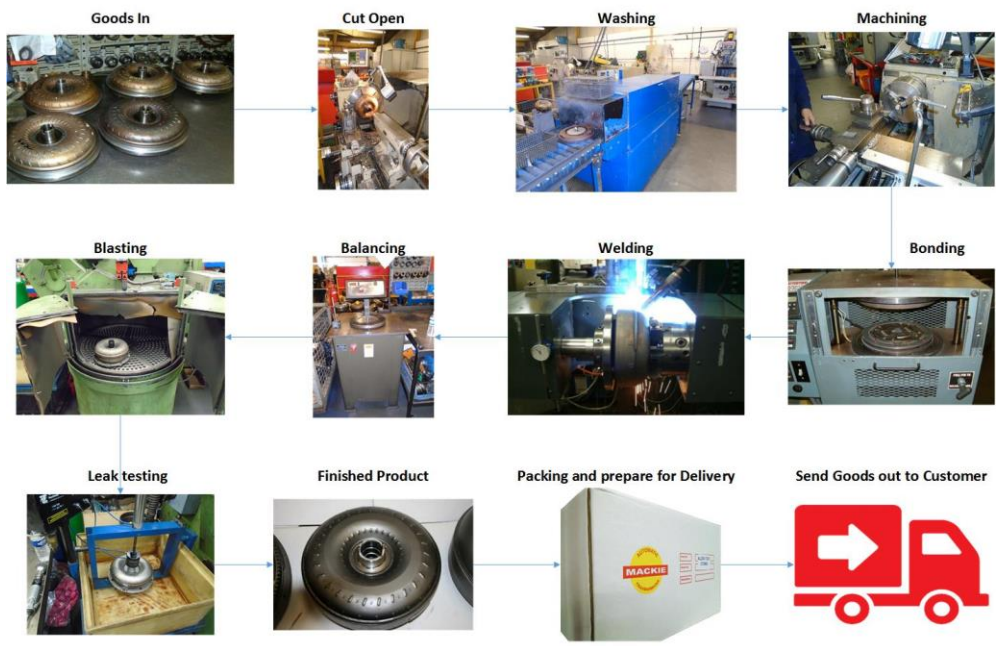 Goods In
Cut Open
Washing
Machining
Blasting
Balancing
Welding
Bonding
Leak testing
Finished Product
Packing and prepare for Delivery
Send Goods out to Customer
AUTOMATIC
MACKIE